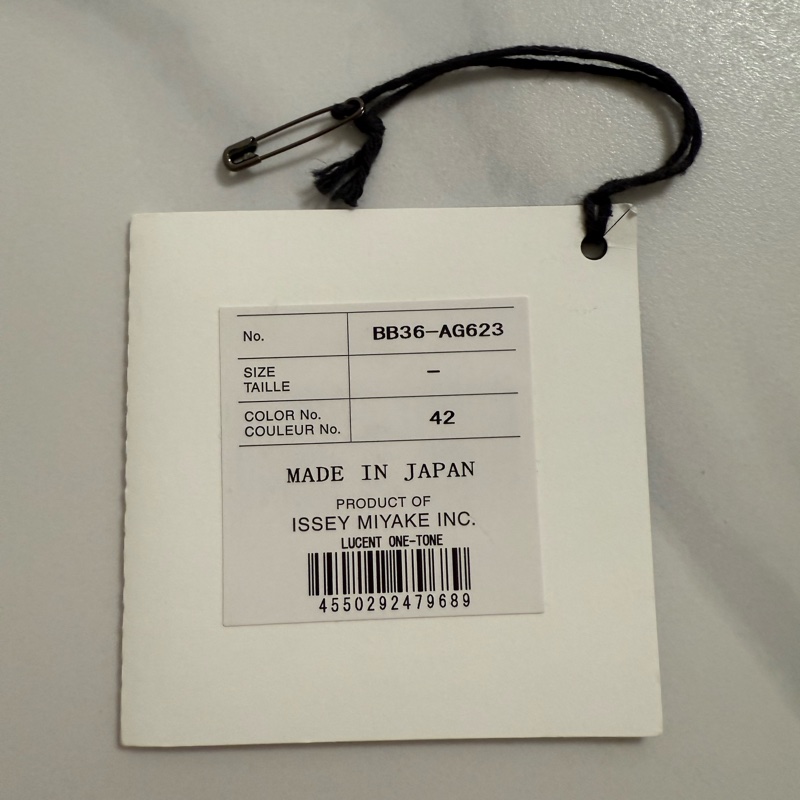 No. BB36-AG623
SIZE
TAILLE -
COLOR No.
COULEUR No. 42
MADE IN JAPAN
PRODUCT OF
ISSEY MIYAKE INC.
LUCENT ONE-TONE
4550292479689